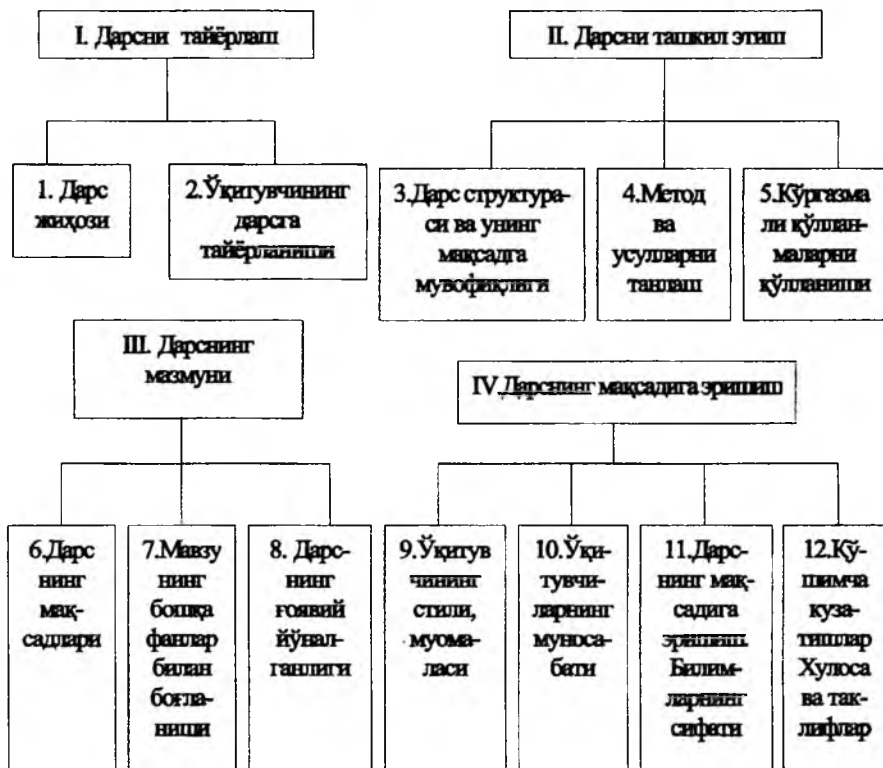 I. Дарсни тайёрлаш
II. Дарсни ташкил этиш
1. Дарс
жиҳози
2.Ўқитувчининг
дарсга
тайёрланиши
3.Дарс структура-
си ва унинг
мақсадга
мувофиқлиги
4.Метод
ва
усулларни
танлаш
5.Кўргазма
ли қўллан-
маларни
қўлланиши
III. Дарснинг
мазмуни
IV.Дарснинг мақсадига эришиш
6.Дарс
нинг
мақ-
садлари
7.Мавзу
нинг
бошқа
фанлар
билан
боғла-
ниши
8. Дарс-
нинг
ғоявий
йўнал-
ганлиги
9.Ўқитув
чининг
стили,
муома-
ласи
10.Ўқи-
тувчи-
ларнинг
муноса-
бати
11.Дарс-
нинг мақ-
садига
эришиш.
Билим-
ларнинг
сифати
12.Қў-
шимча
куза-
тишлар
Хулоса
ва так-
лифлар